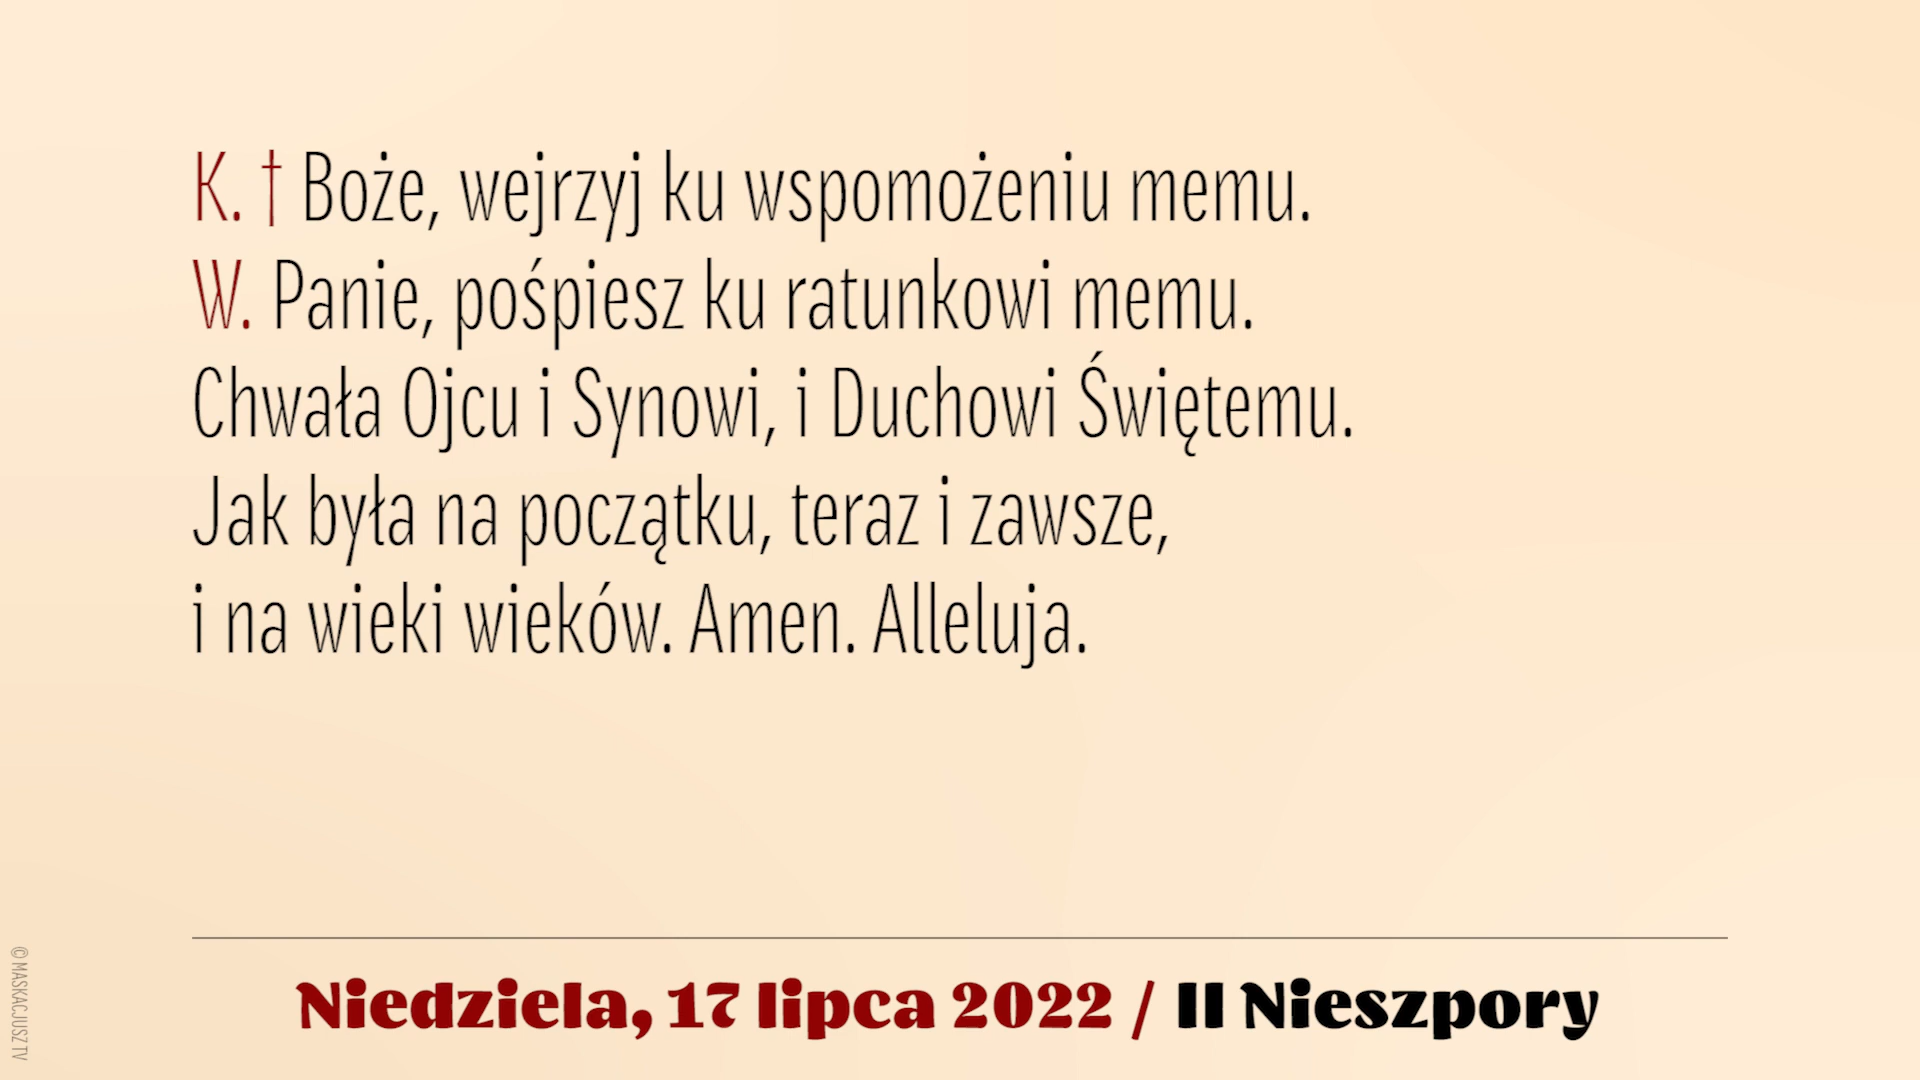 K. † Boże, wejrzyj ku wspomożeniu memu.
W. Panie, pośpiesz ku ratunkowi memu.
Chwała Ojcu i Synowi, i Duchowi Świętemu.
Jak była na początku, teraz i zawsze,
i na wieki wieków. Amen. Alleluja.
Niedziela, 17 lipca 2022 / II Nieszpory
© MASKACJUSZ TV